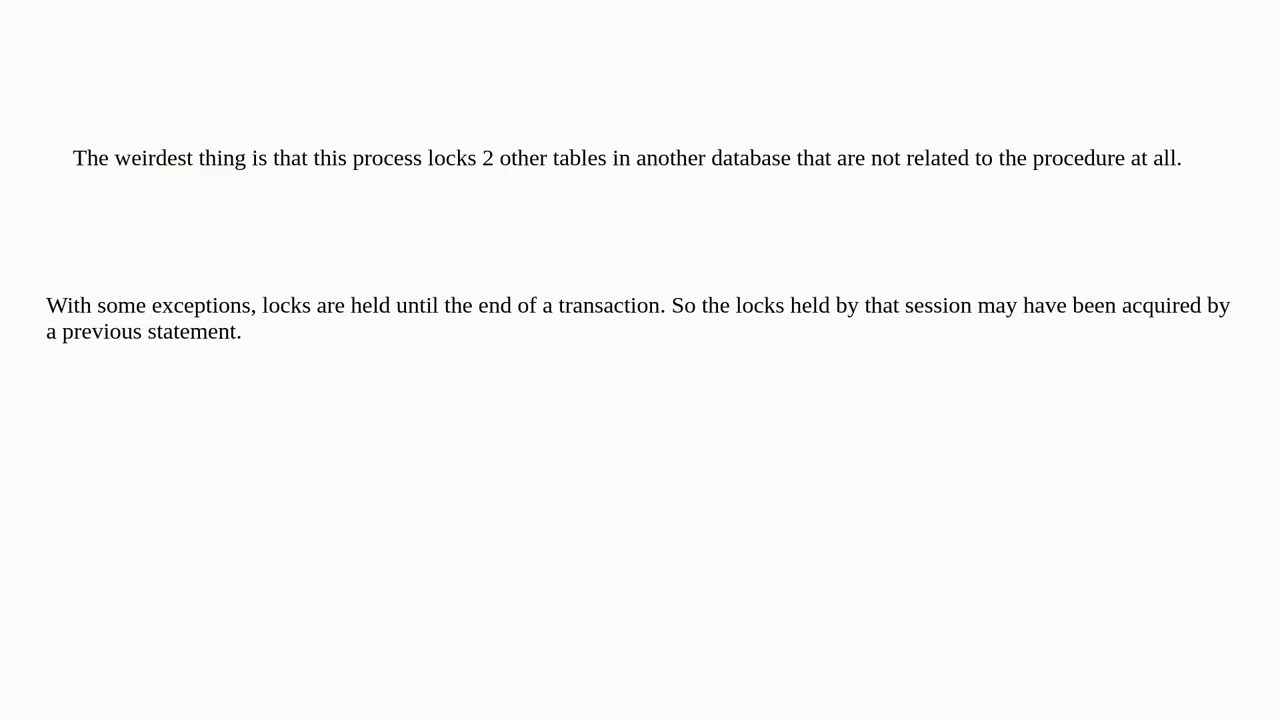 The weirdest thing is that this process locks 2 other tables in another database that are not related to the procedure at all.
With some exceptions, locks are held until the end of a transaction. So the locks held by that session may have been acquired by
a previous statement.